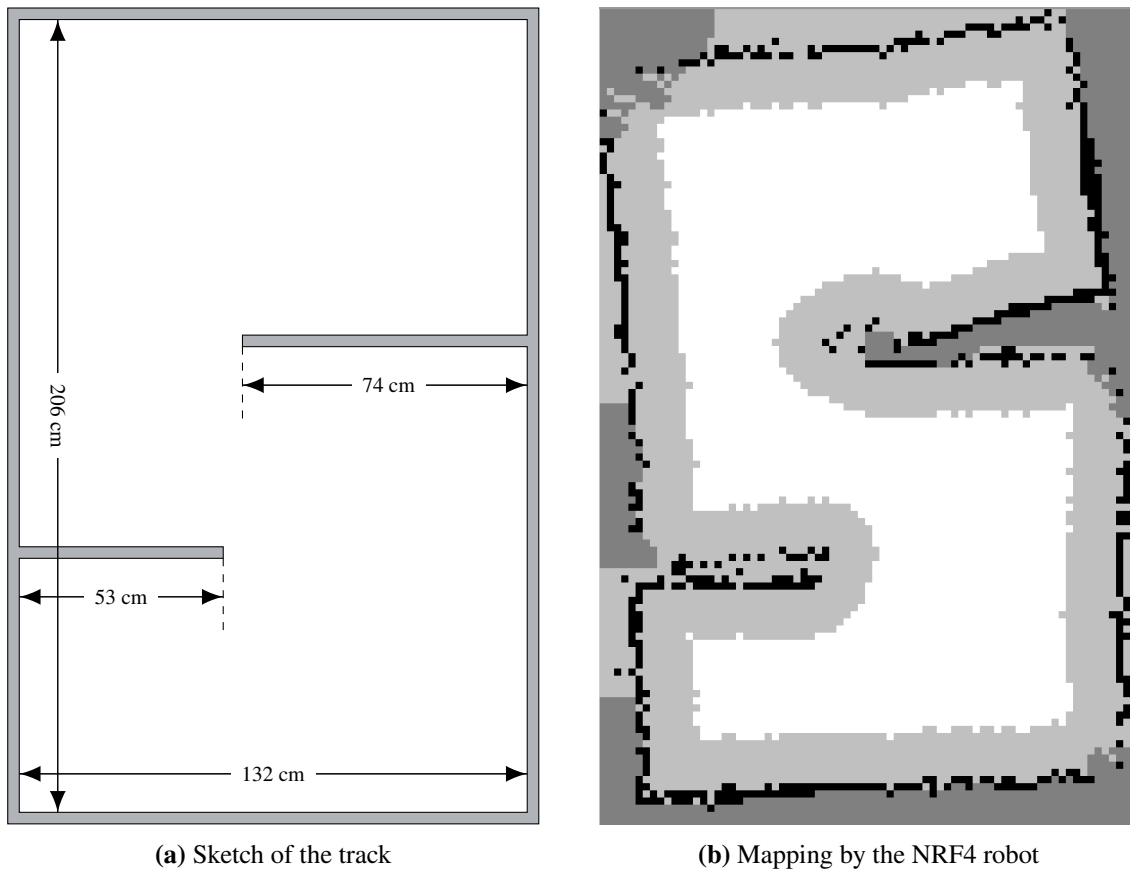 206 cm
74 cm
53 cm
132 cm
(a) Sketch of the track
(b) Mapping by the NRF4 robot